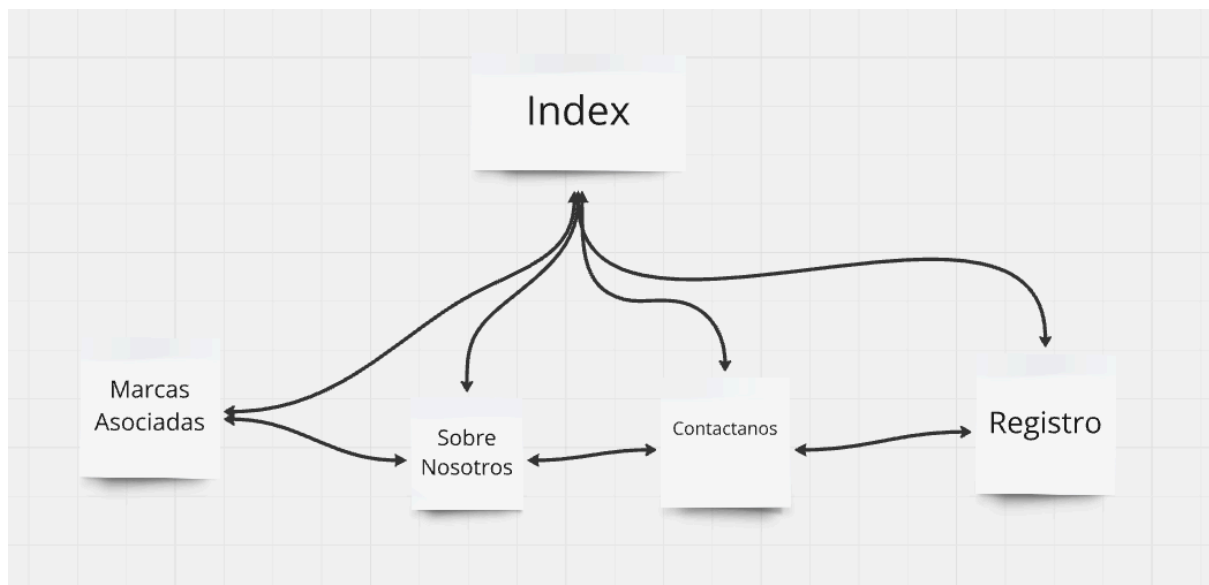 Index
Marcas
Asociadas
Sobre
Nosotros
Contactanos
Registro